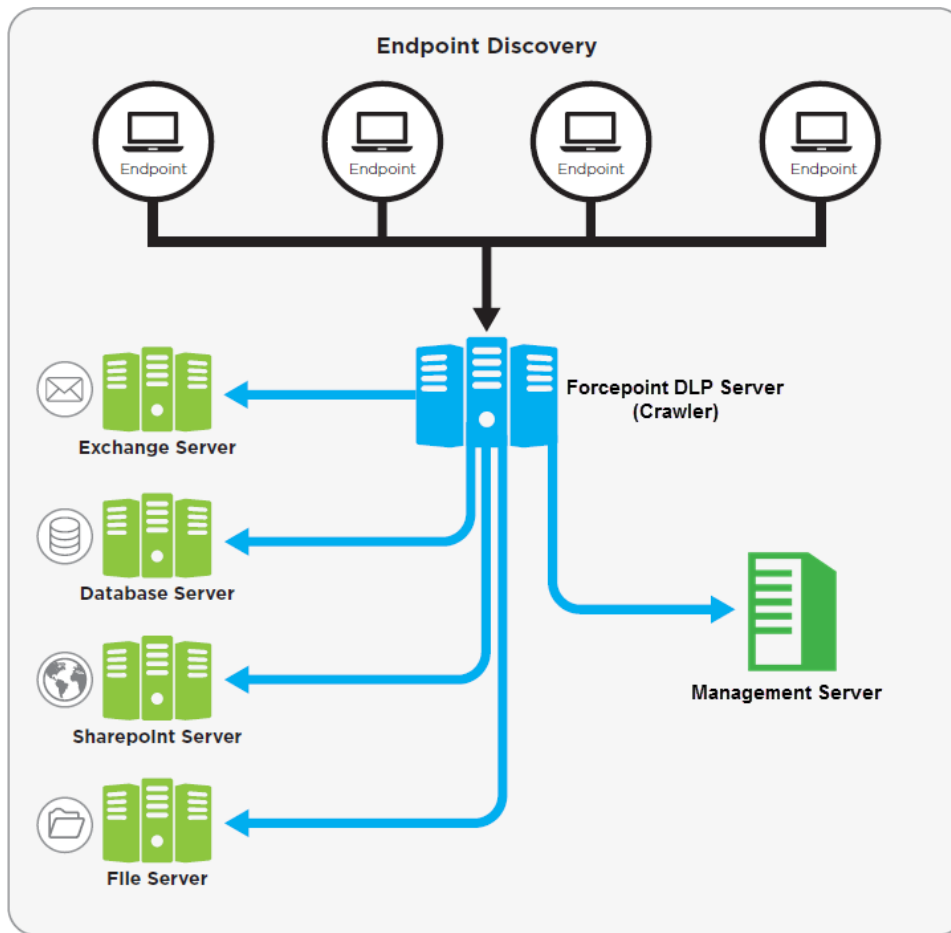 Endpoint Discovery
Endpoint
Endpoint
Endpoint
Endpoint
Forcepoint DLP Server
(Crawler)
Exchange Server
Database Server
Sharepoint Server
Management Server
File Server